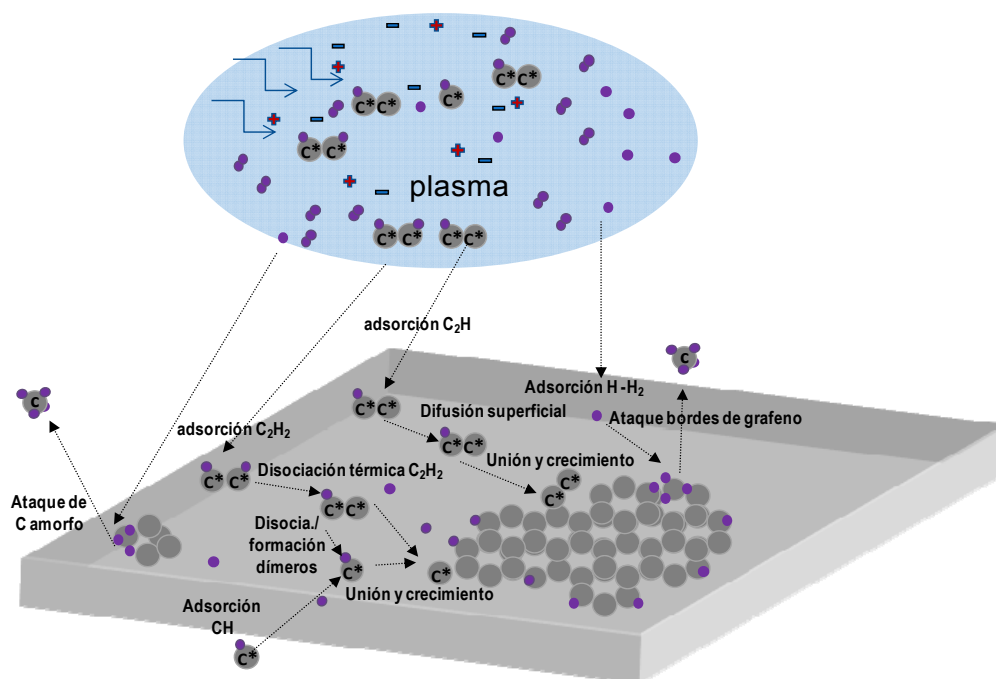 C*C*
C*
C*C*
C* C*
plasma
C* C*
C*C*
adsorción C₂H
c
Adsorción H-H₂
c
C*C*
Difusión superficial
Ataque bordes de grafeno
adsorción C₂H₂
C*C*
Unión y crecimiento
Disociación térmica C₂H₂
C* C*
C*
C*
Ataque de
C amorfo
C*C*
Disocia./
formación
dímeros
C*
C*
Unión y crecimiento
Adsorción
CH
C*